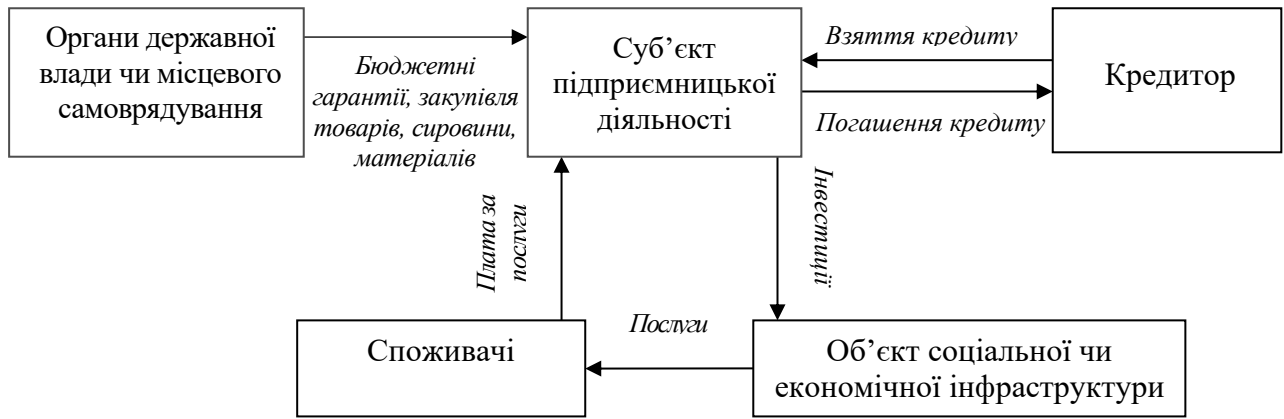 Органи державної
влади чи місцевого
самоврядування
Бюджетні
гарантії, закупівля
товарів, сировини,
матеріалів
Суб’єкт
підприємницької
діяльності
Взяття кредиту
Погашення кредиту
Кредитор
Плата за
послуги
Інвестиції
Споживачі
Послуги
Об’єкт соціальної чи
економічної інфраструктури